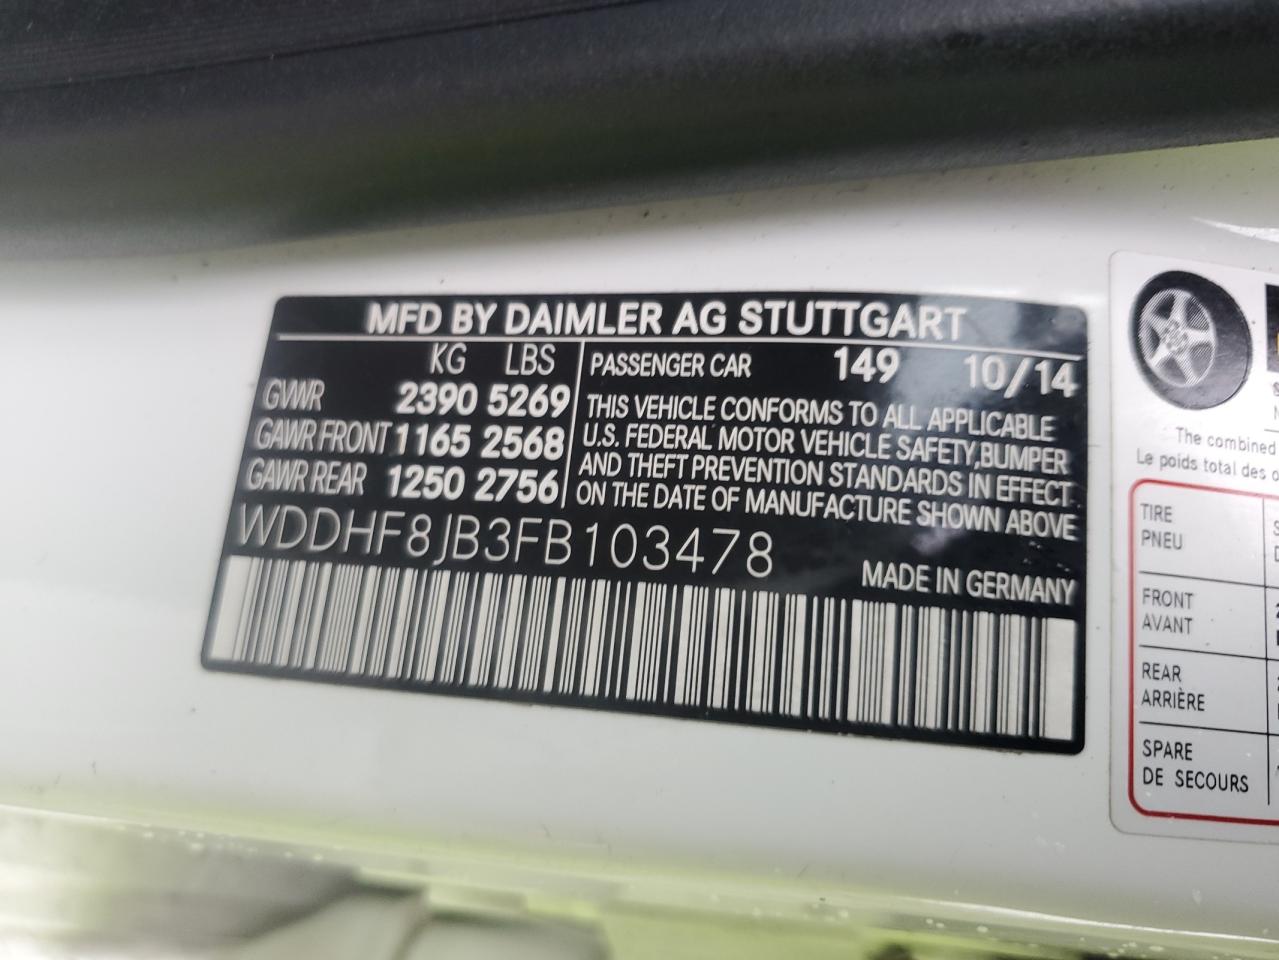 MFD BY DAIMLER AG STUTTGART
KG LBS
GVWR 2390 5269
GAWR FRONT 1165 2568
GAWR REAR 1250 2756
PASSENGER CAR 149 10/14
THIS VEHICLE CONFORMS TO ALL APPLICABLE
U.S. FEDERAL MOTOR VEHICLE SAFETY, BUMPER
AND THEFT PREVENTION STANDARDS IN EFFECT
ON THE DATE OF MANUFACTURE SHOWN ABOVE
WDDHF8JB3FB103478
MADE IN GERMANY
The combined
Le poids total des
TIRE
PNEU
FRONT
AVANT
REAR
ARRIÈRE
SPARE
DE SECOURS